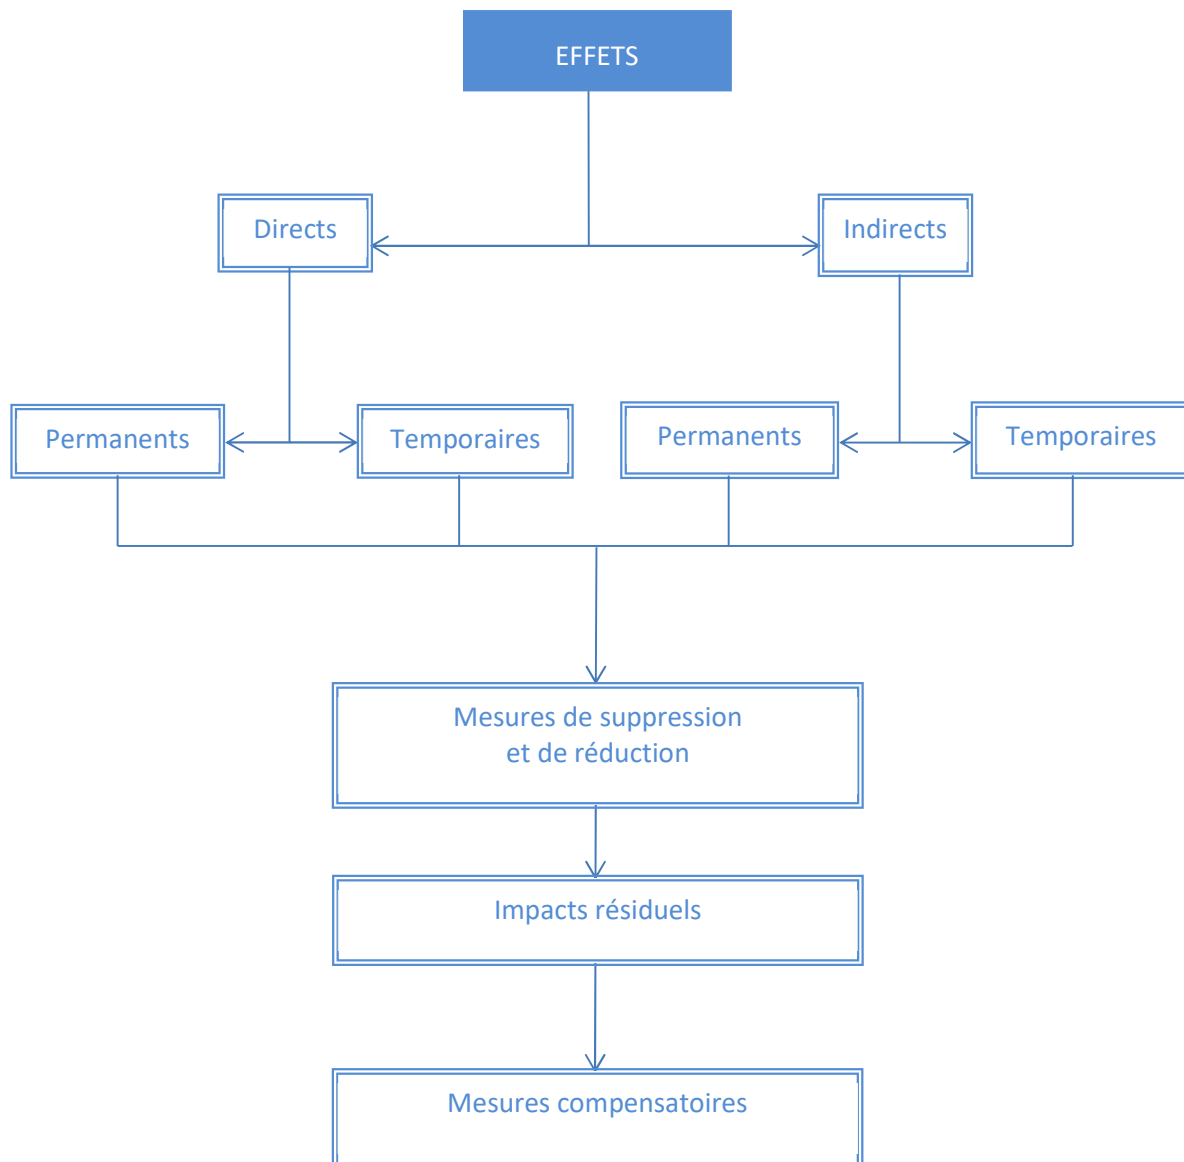 EFFETS
Directs
Indirects
Permanents
Temporaires
Permanents
Temporaires
Mesures de suppression
et de réduction
Impacts résiduels
Mesures compensatoires